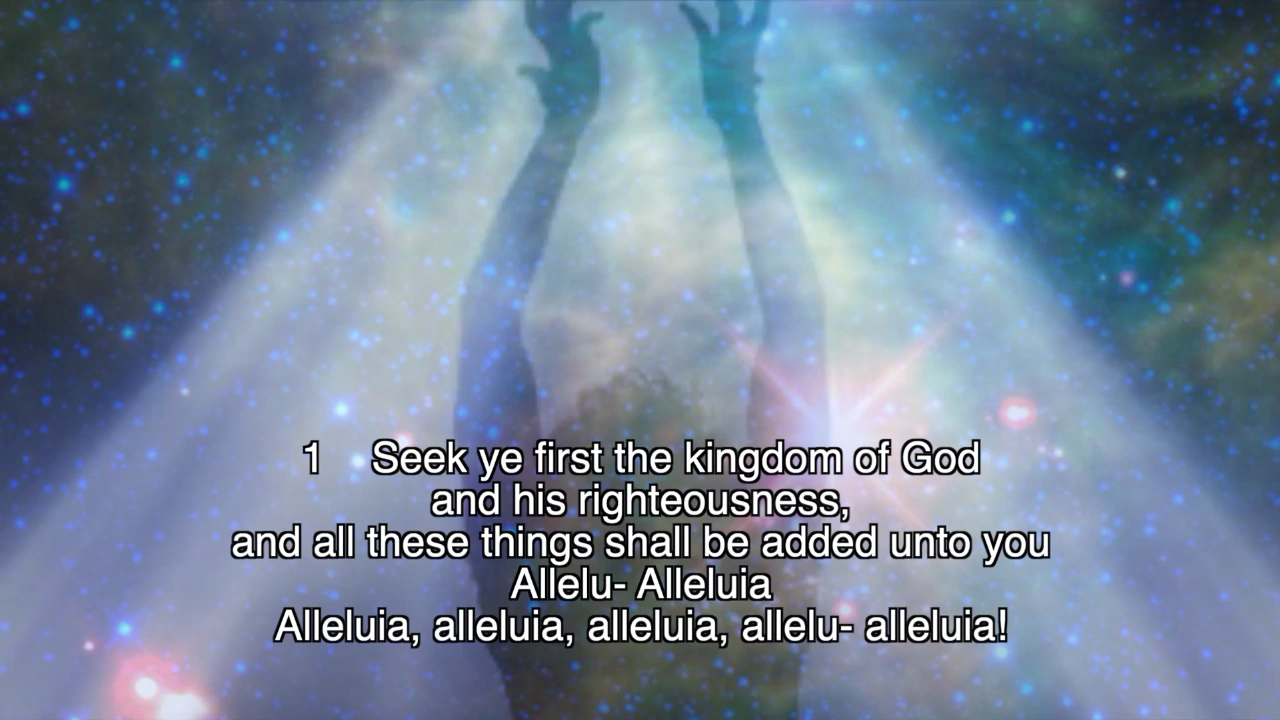 1 Seek ye first the kingdom of God
and his righteousness,
and all these things shall be added unto you
Allelu- Alleluia
Alleluia, alleluia, alleluia, allelu- alleluia!